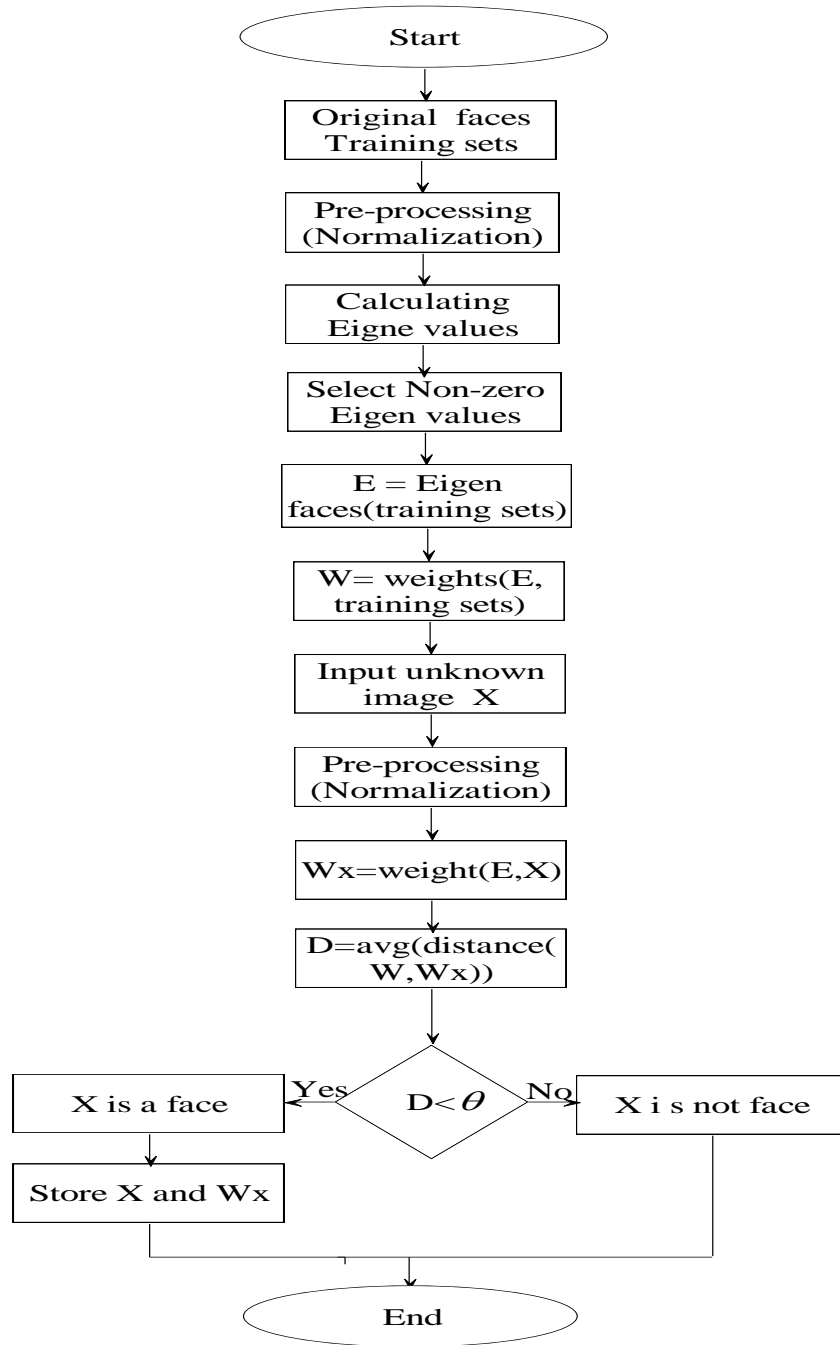 Start
Original faces
Training sets
Pre-processing
(Normalization)
Calculating
Eigne values
Select Non-zero
Eigen values
E = Eigen
faces(training sets)
W= weights(E,
training sets)
Input unknown
image X
Pre-processing
(Normalization)
Wx=weight(E,X)
D=avg(distance(
W,Wx))
Yes
D<θ
No
X is a face
X i s not face
Store X and Wx
End